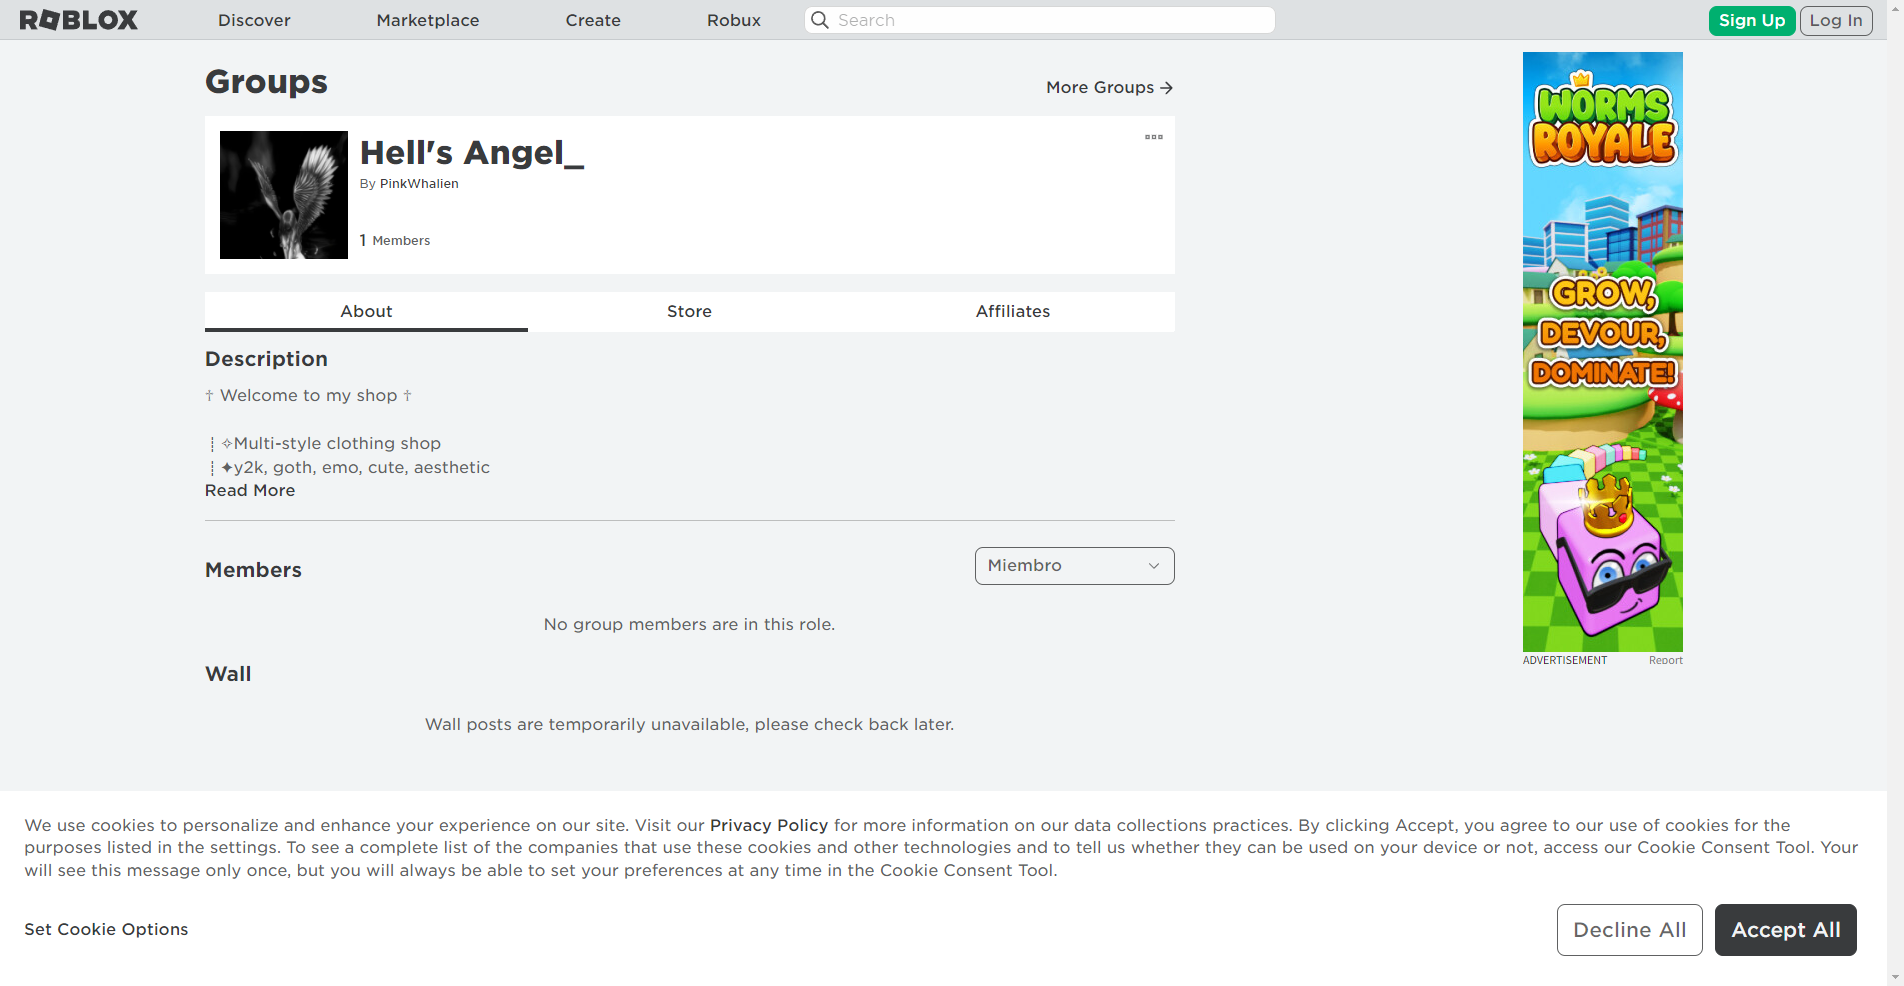 ROBLOX Discover Marketplace Create Robux Search Sign Up Log In
Groups
More Groups →
Hell's Angel_
By PinkWhalien
1 Members
About Store Affiliates
Description
† Welcome to my shop †
┊✧Multi-style clothing shop
┊✦y2k, goth, emo, cute, aesthetic
Read More
Members
Miembro
No group members are in this role.
Wall
Wall posts are temporarily unavailable, please check back later.
WORMS
ROYALE
GROW,
DEVOUR,
DOMINATE!
ADVERTISEMENT Report
We use cookies to personalize and enhance your experience on our site. Visit our Privacy Policy for more information on our data collections practices. By clicking Accept, you agree to our use of cookies for the
purposes listed in the settings. To see a complete list of the companies that use these cookies and other technologies and to tell us whether they can be used on your device or not, access our Cookie Consent Tool. Your
will see this message only once, but you will always be able to set your preferences at any time in the Cookie Consent Tool.
Set Cookie Options
Decline All Accept All